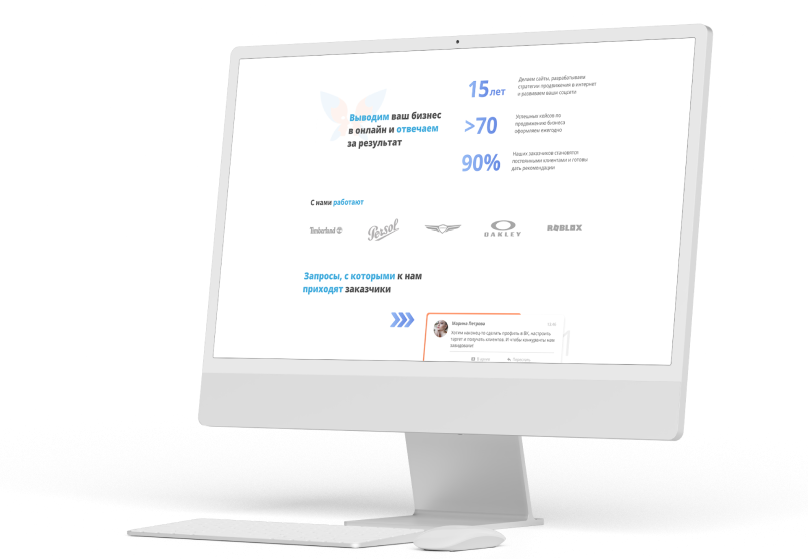 Выводим ваш бизнес
в онлайн и отвечаем
за результат
15 лет
Делаем сайты, разрабатываем
стратегии продвижения в интернет
и развиваем ваши соцсети
>70
Успешных кейсов по
продвижению бизнеса
оформляем ежегодно
90%
Наших заказчиков становятся
постоянными клиентами и готовы
дать рекомендации
С нами работают
Timberland
Persol
OAKLEY
ROBLOX
Запросы, с которыми к нам
приходят заказчики
Марина Петрова
Хотим наконец-то сделать профиль в ВК, настроить
таргет и получать клиентов. И чтобы конкуренты нам
завидовали!